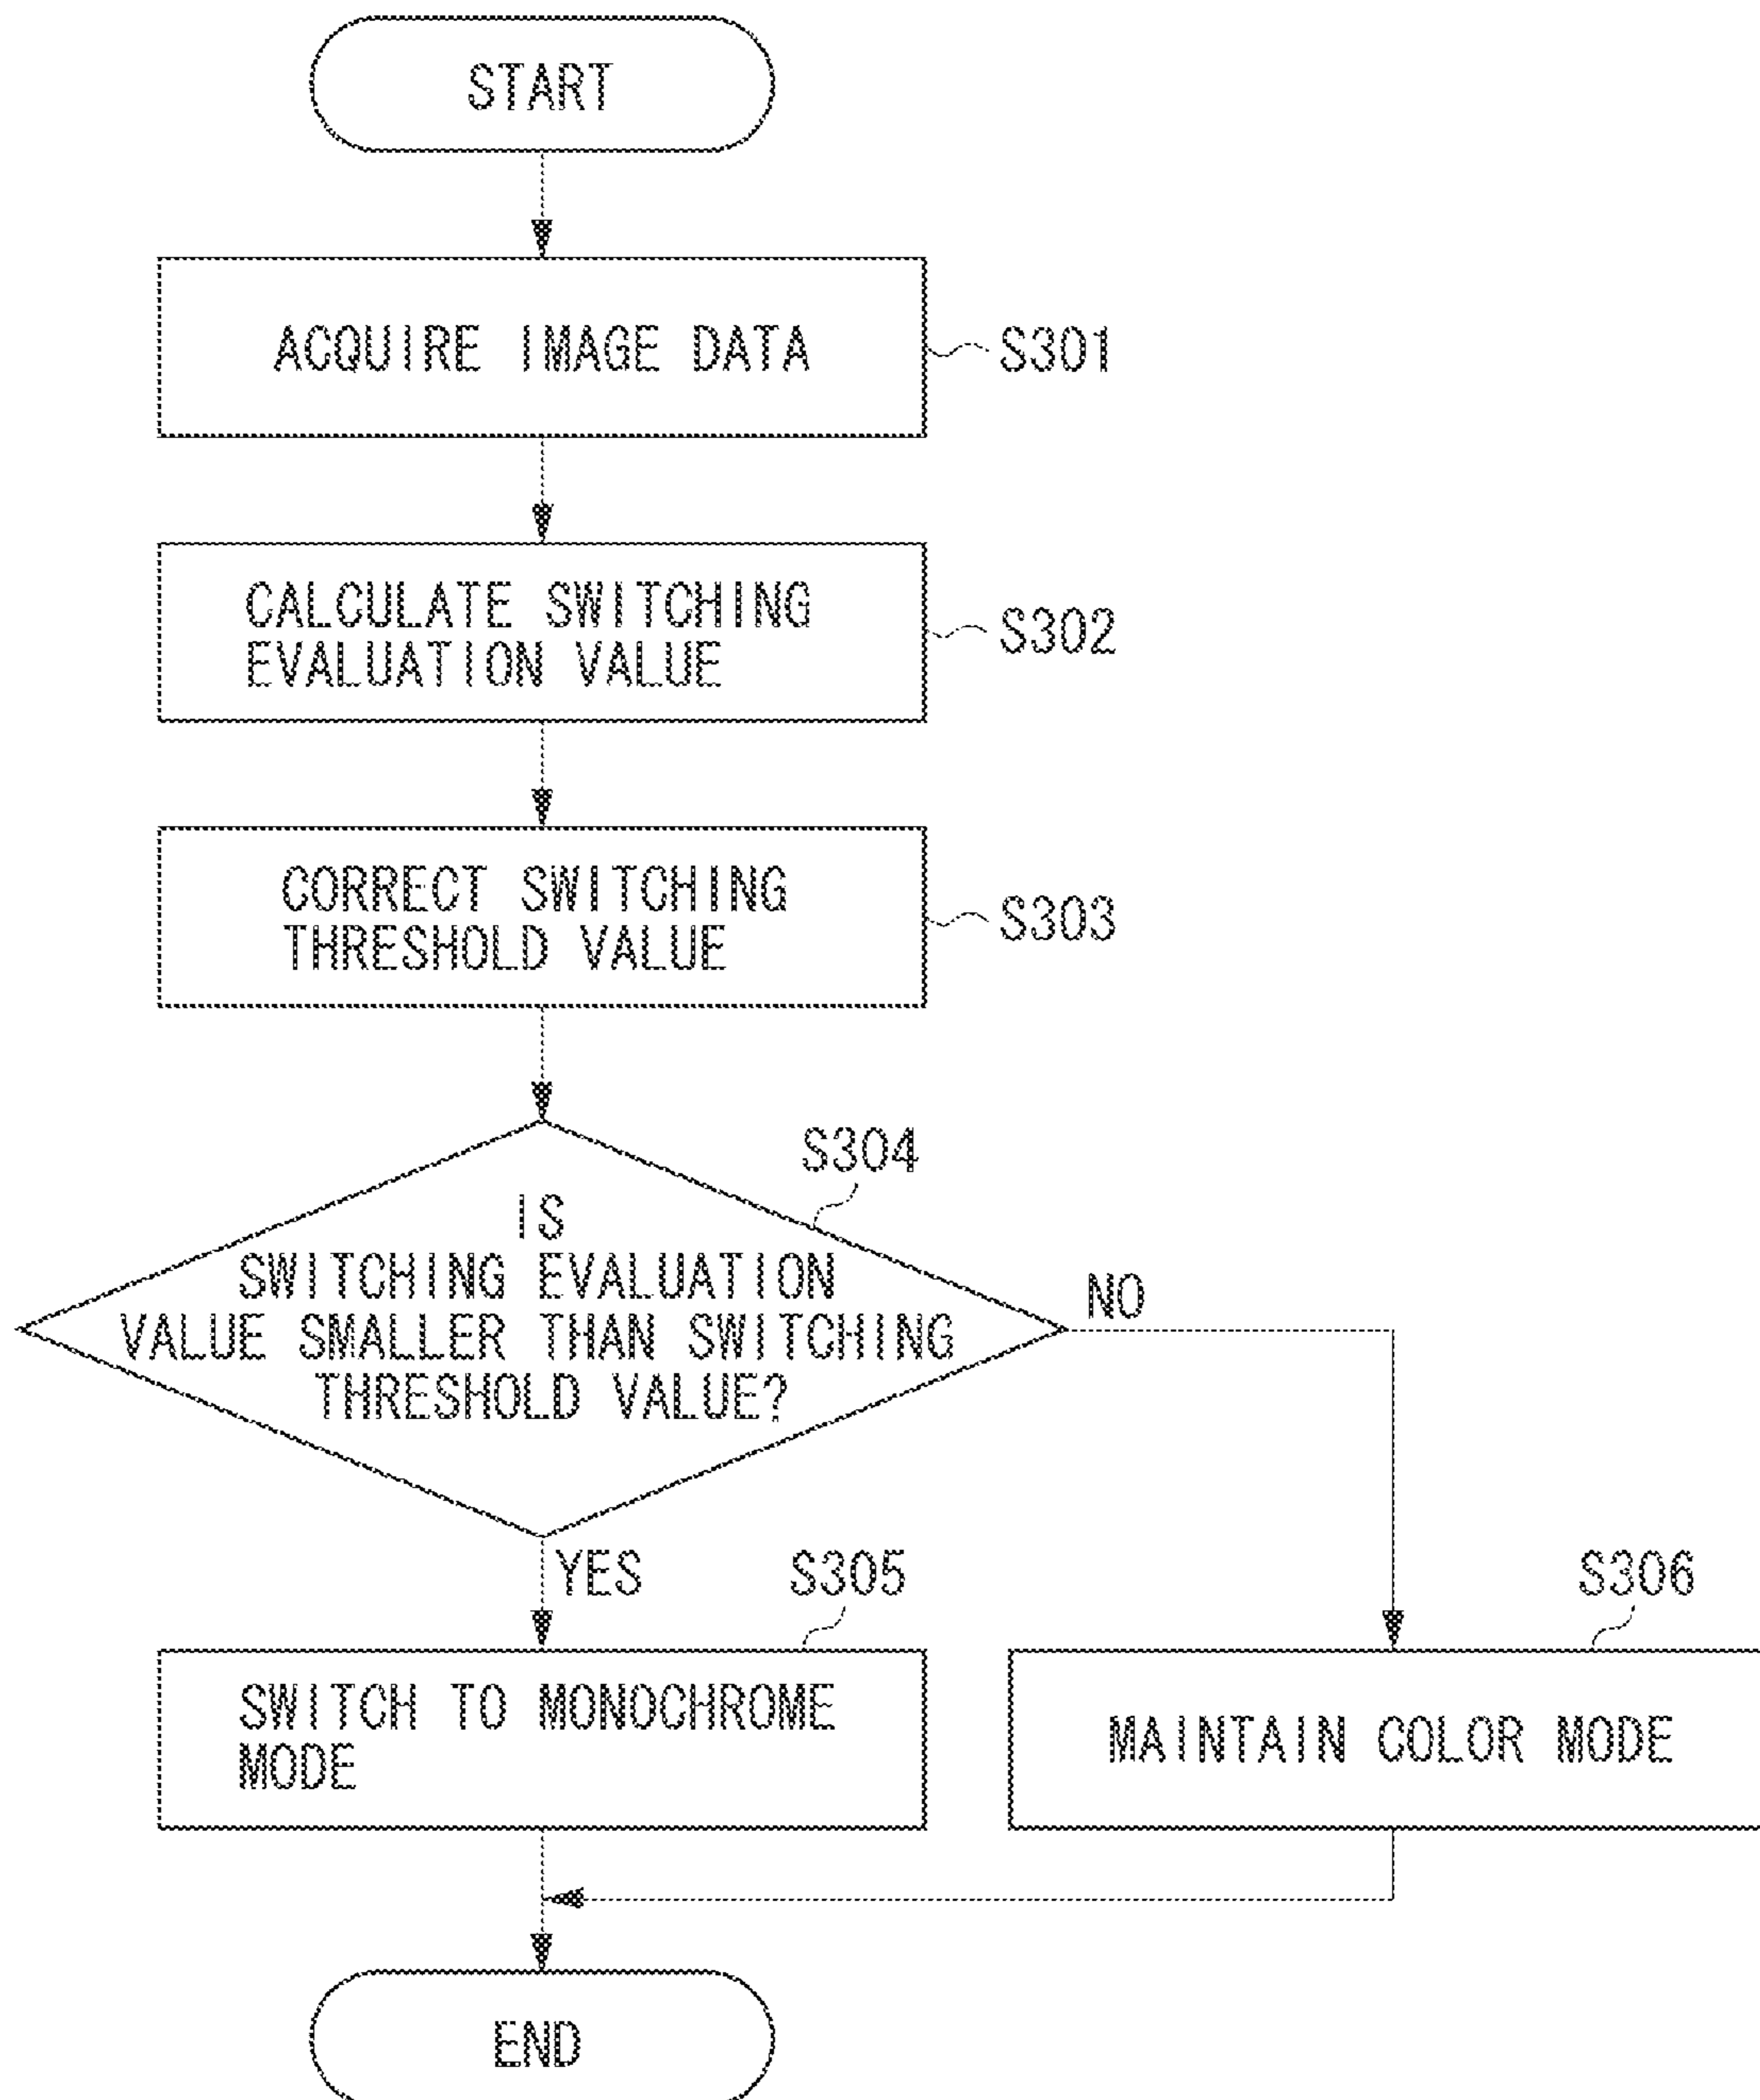 START
ACQUIRE IMAGE DATA
S301
CALCULATE SWITCHING
EVALUATION VALUE
S302
CORRECT SWITCHING
THRESHOLD VALUE
S303
S304
IS
SWITCHING EVALUATION
VALUE SMALLER THAN SWITCHING
THRESHOLD VALUE?
NO
YES
S305
S306
SWITCH TO MONOCHROME
MODE
MAINTAIN COLOR MODE
END